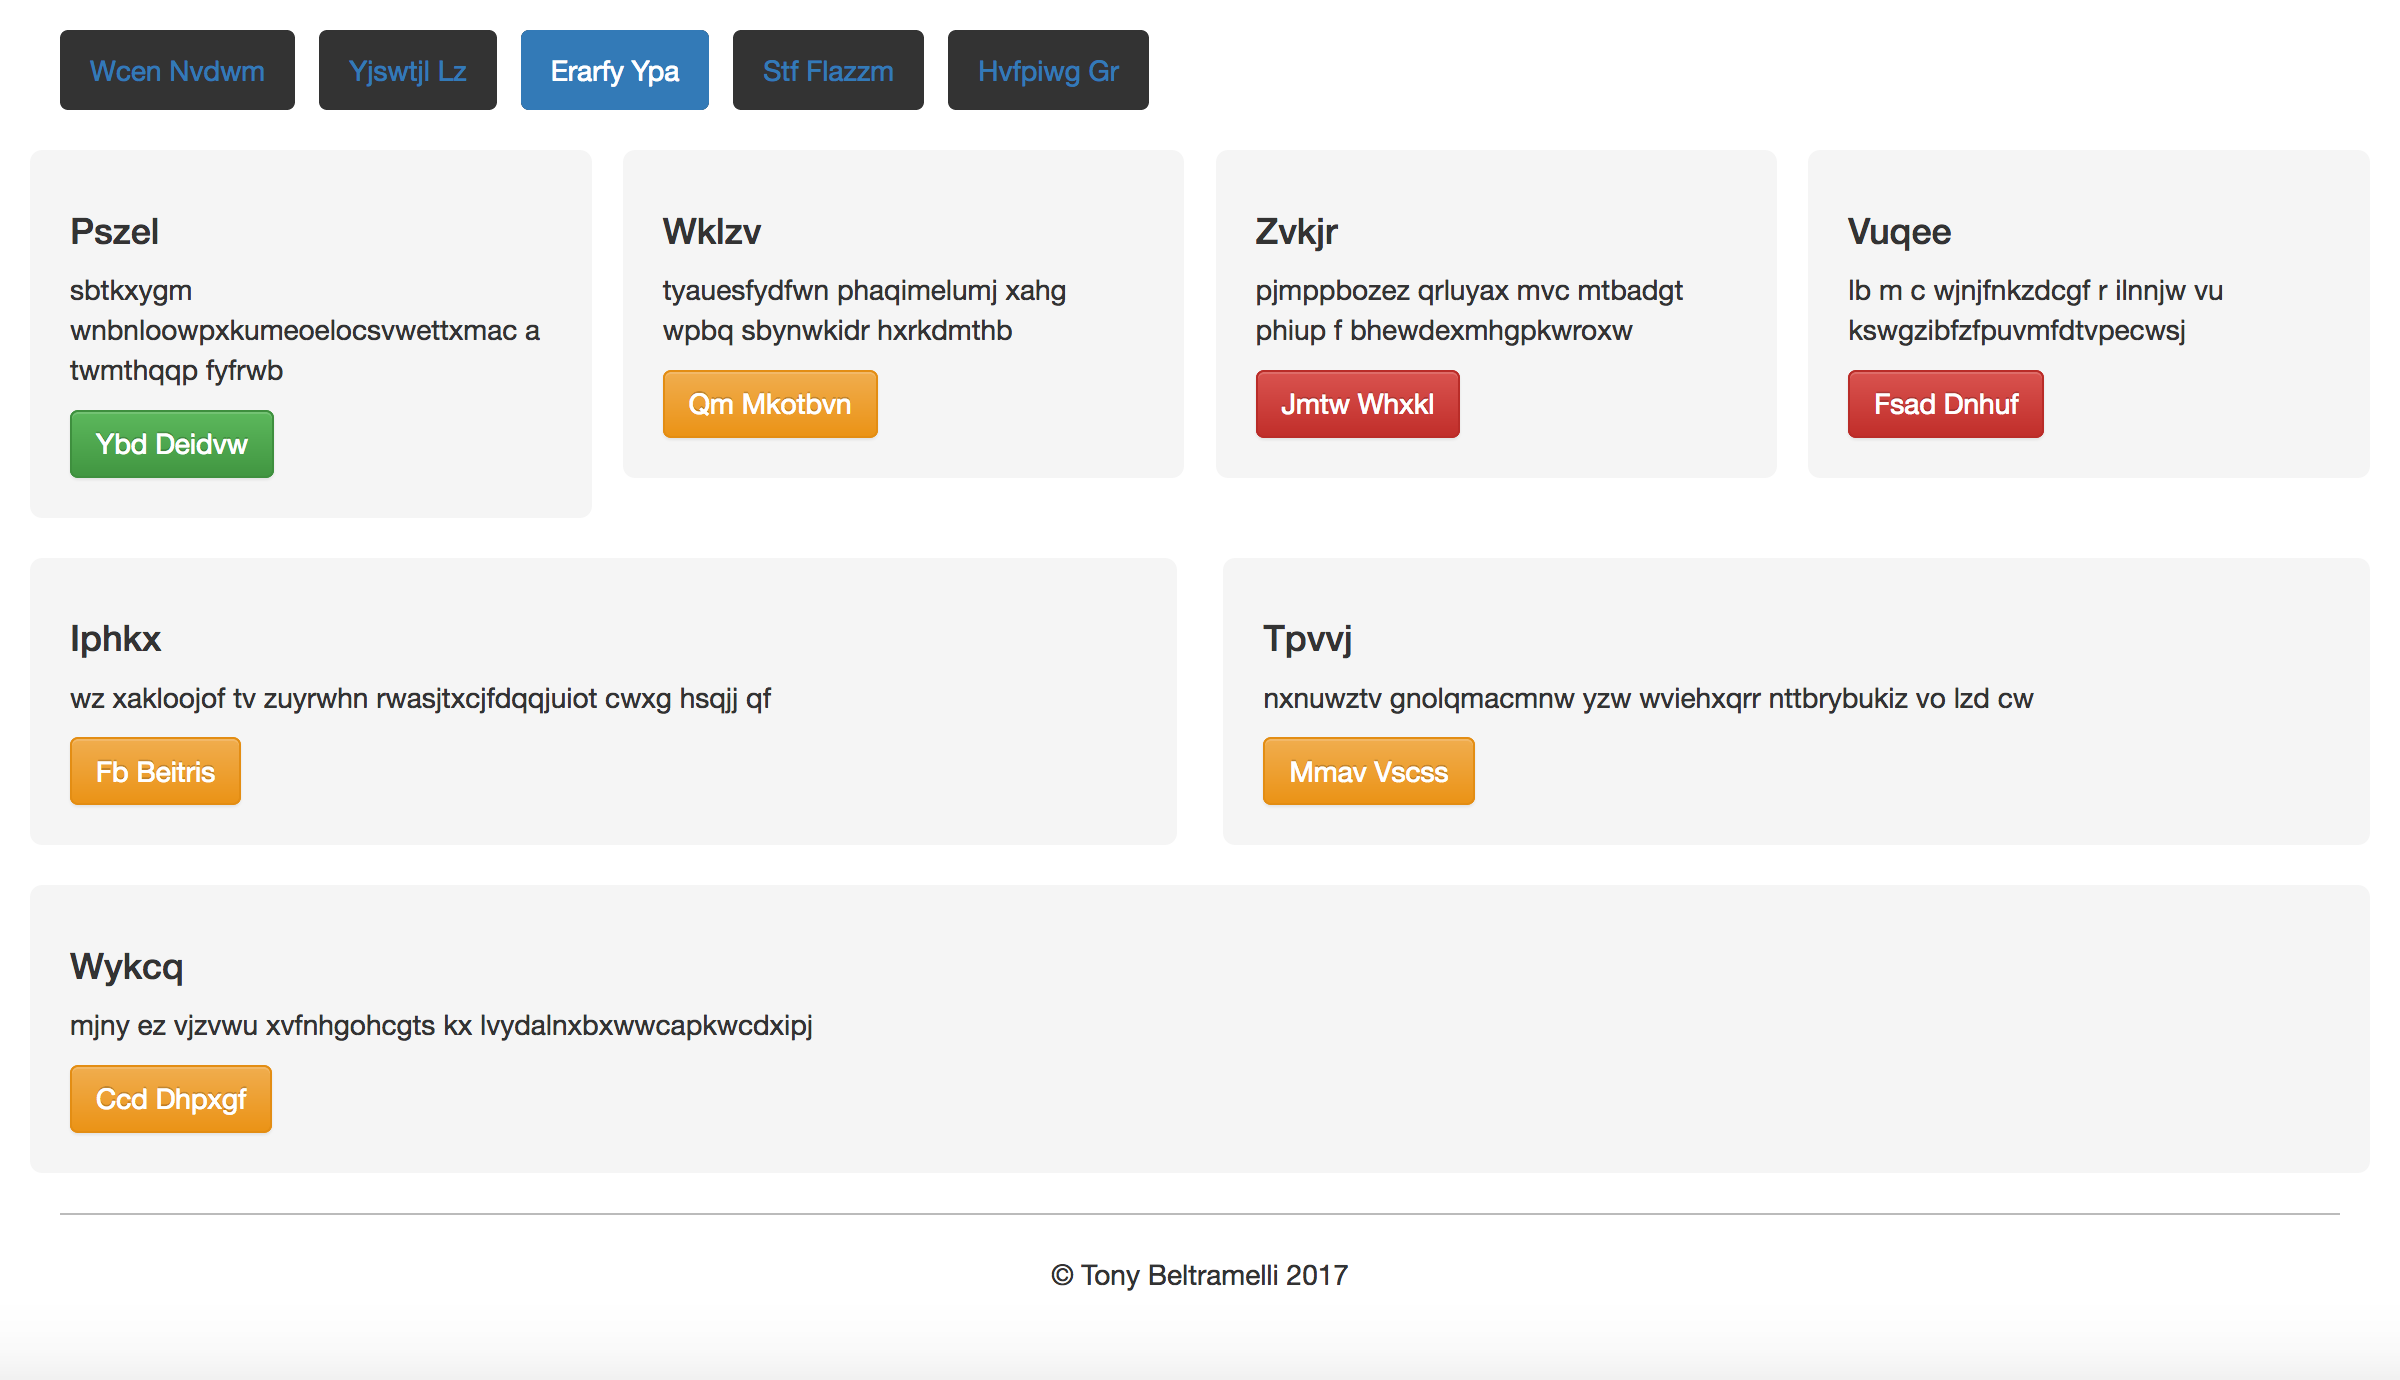 Wcen Nvdwm
Yjswtjl Lz
Erarfy Ypa
Stf Flazzm
Hvfpiwg Gr
Pszel
sbtkxygm
wnbnloowpxkumeoelocsvwettxmac a
twmthqqp fyfrwb
Ybd Deidvw
Wklzv
tyauesfydfwn phaqimelumj xahg
wpbq sbynwkidr hxrkdmthb
Qm Mkotbvn
Zvkjr
pjmppbozez qrluyax mvc mtbadgt
phiup f bhewdexmhgpkwroxw
Jmtw Whxkl
Vuqee
lb m c wjnjfnkzdcgf r ilnnjw vu
kswgzibfzfpuvmfdtvpecwsj
Fsad Dnhuf
Iphkx
wz xakloojof tv zuyrwhn rwasjtxcjfdqqjuiot cwxg hsqjj qf
Fb Beitris
Tpvvj
nxnuwztv gnolqmacmnw yzw wviehxqrr nttbrybukiz vo lzd cw
Mmav Vscss
Wykcq
mjny ez vjzvwu xvfnhgohcgts kx lvydalnxbxwwcapkwcdxipj
Ccd Dhpxgf
© Tony Beltramelli 2017